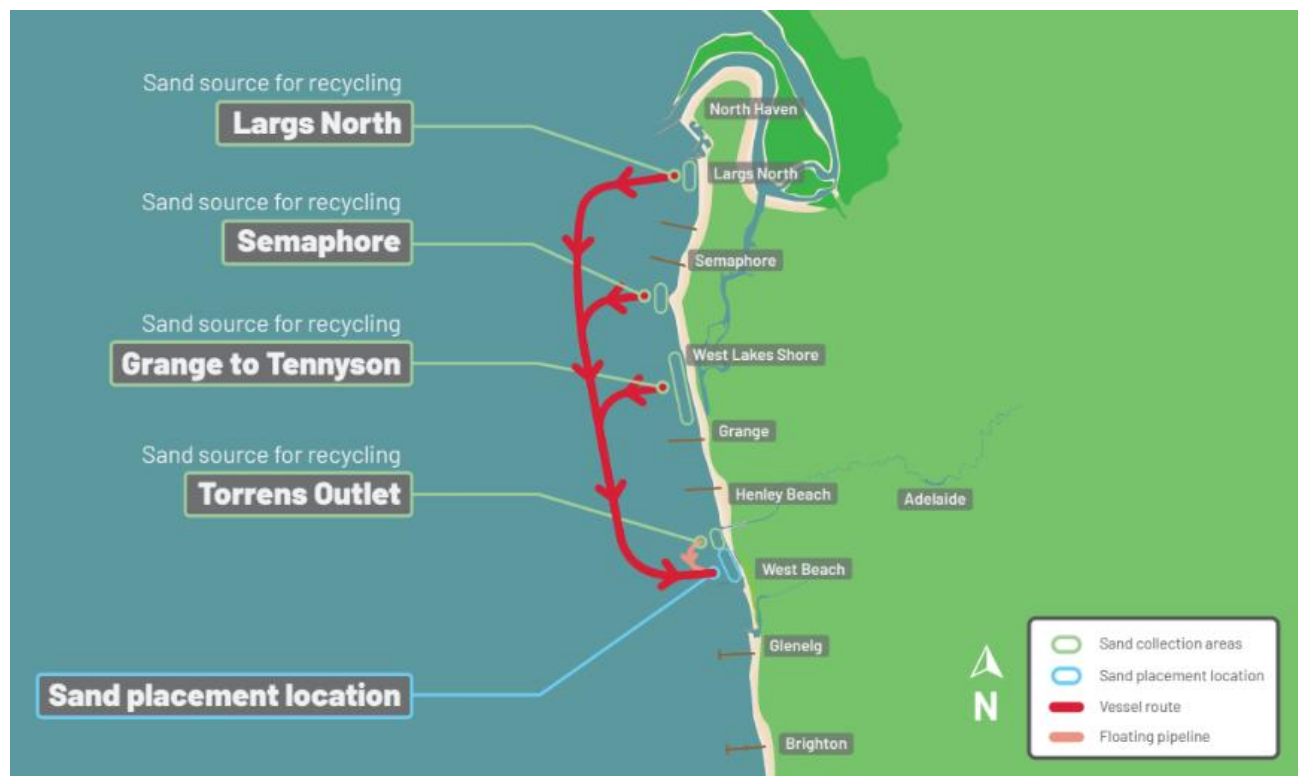 Sand source for recycling
Largs North
Sand source for recycling
Semaphore
Sand source for recycling
Grange to Tennyson
Sand source for recycling
Torrens Outlet
Sand placement location
North Haven
Largs North
Semaphore
West Lakes Shore
Grange
Henley Beach
Adelaide
West Beach
Glenelg
Brighton
N
Sand collection areas
Sand placement location
Vessel route
Floating pipeline